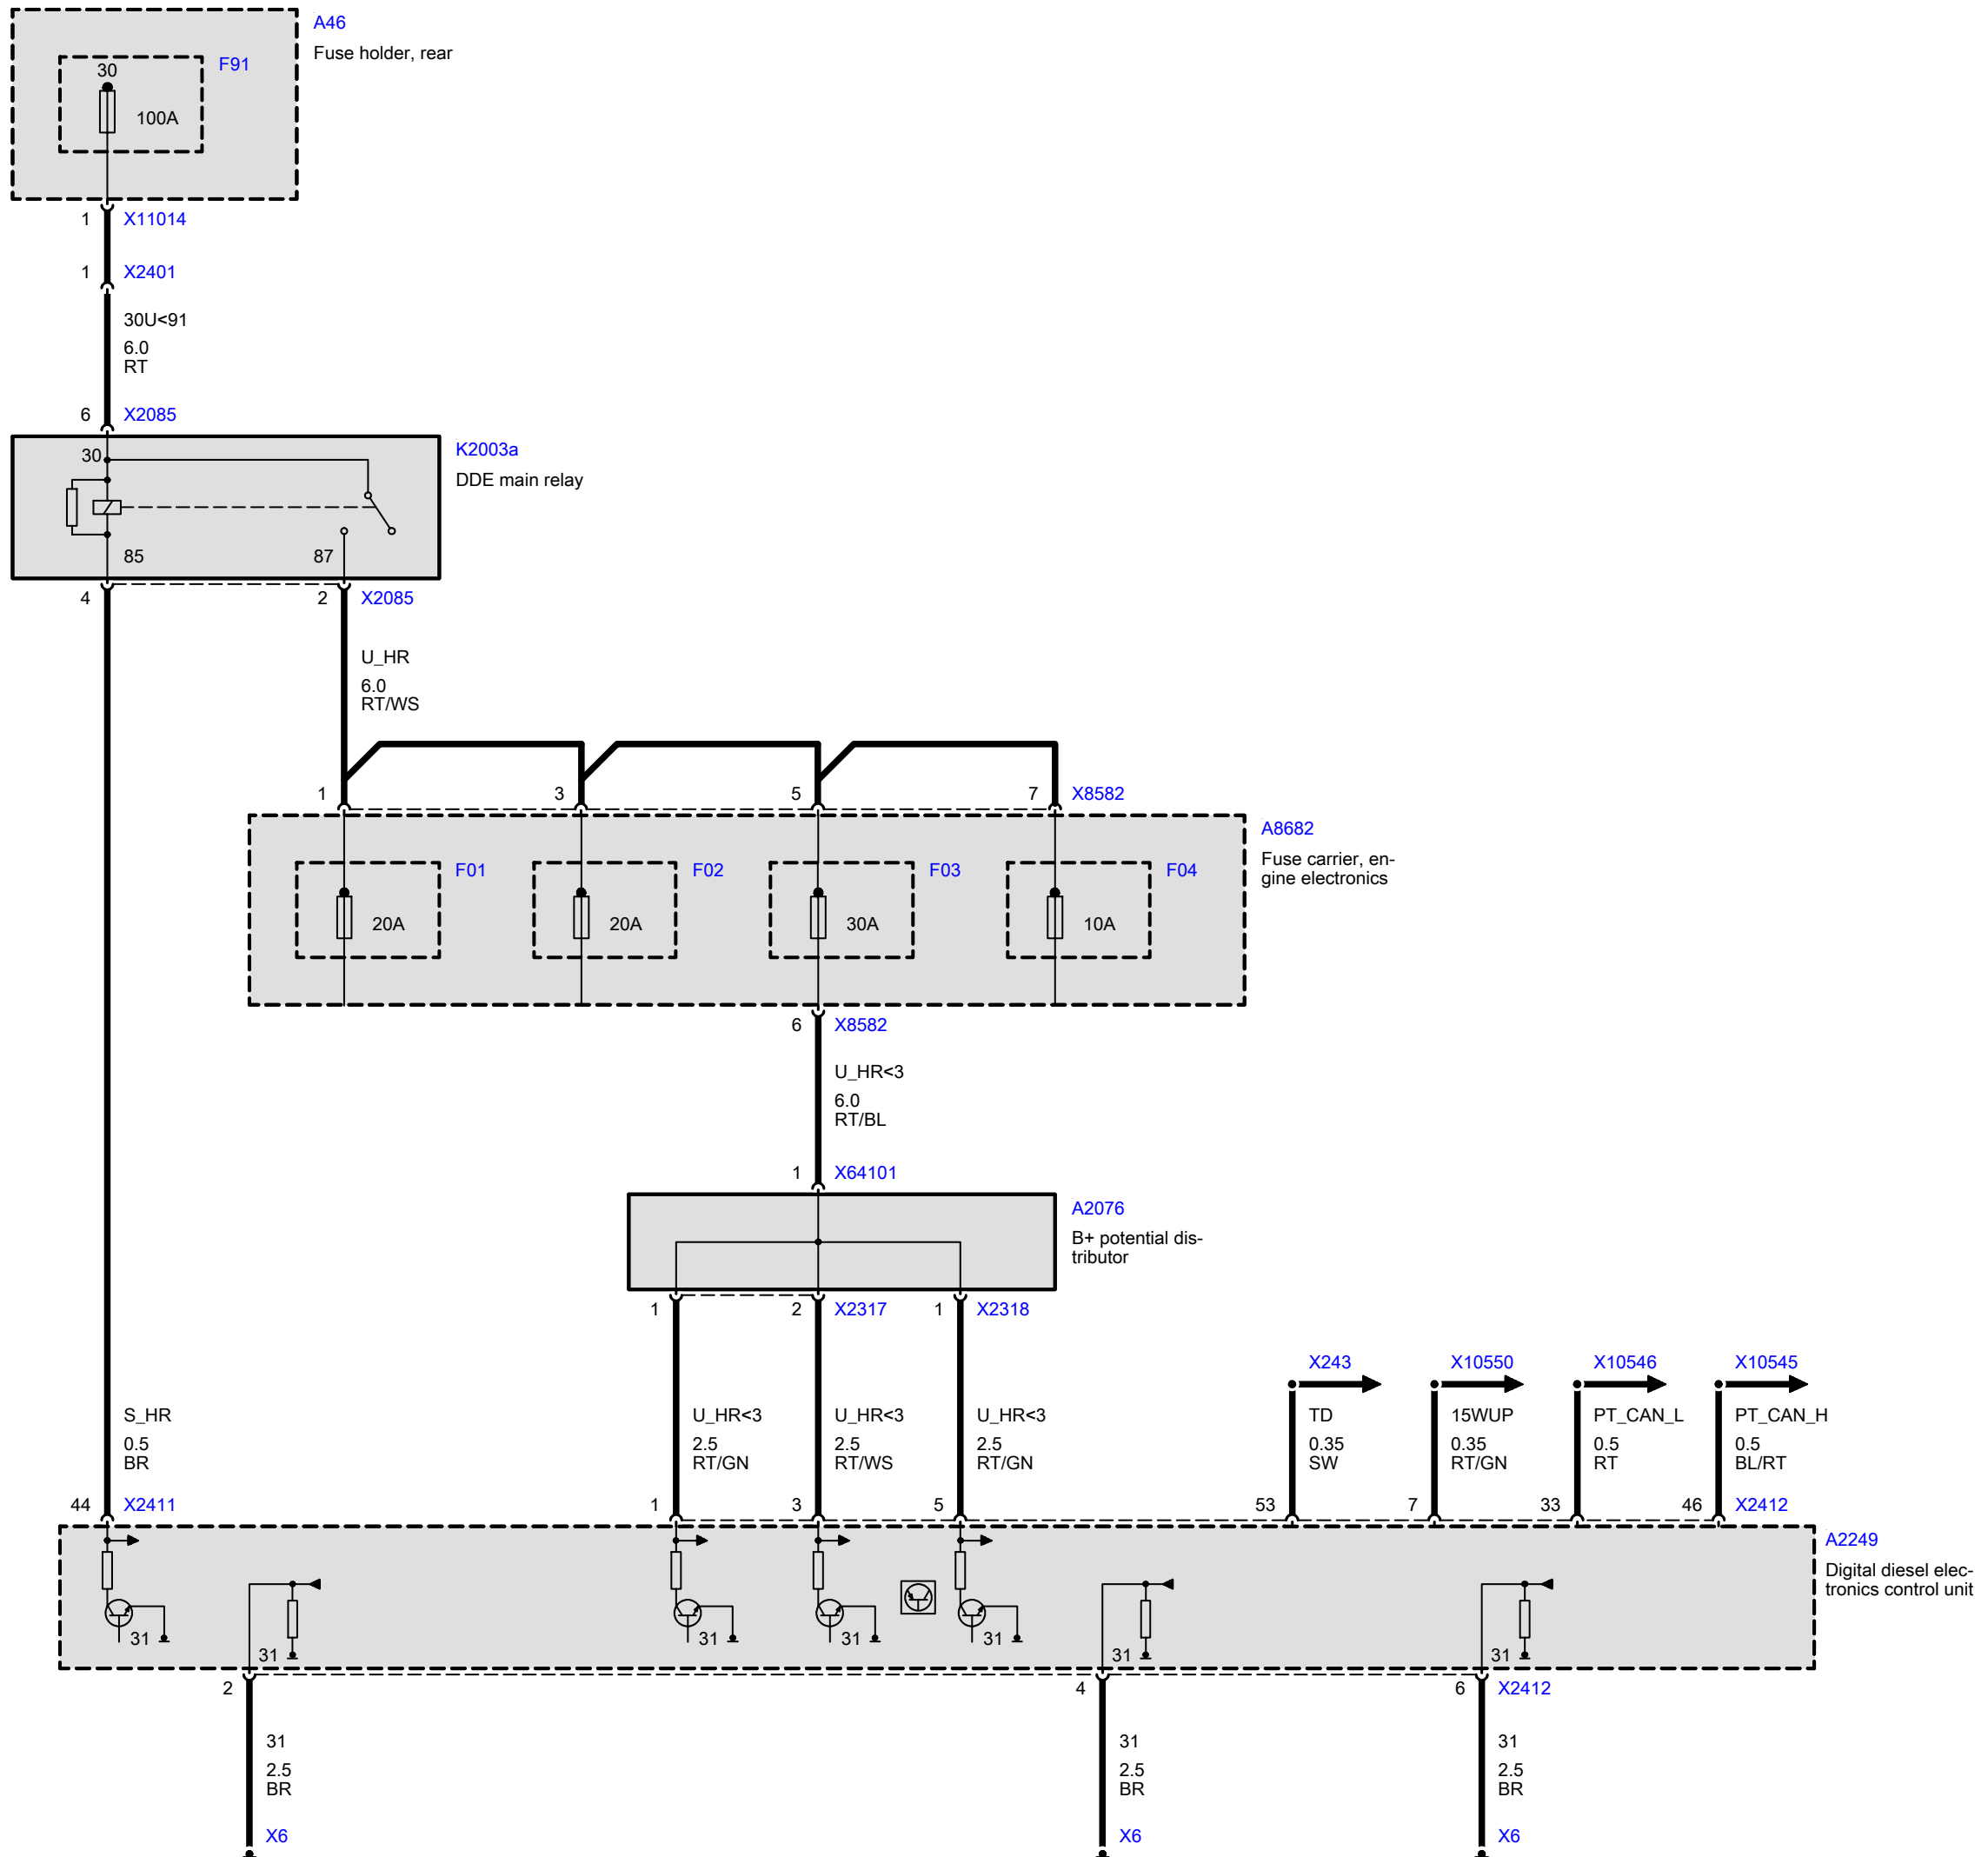 A46
Fuse holder, rear
F91
30
100A
1 X11014
1 X2401
30U<91
6.0
RT
6 X2085
K2003a
DDE main relay
30
85 87
4 2 X2085
U_HR
6.0
RT/WS
1 3 5 7 X8582
A8682
Fuse carrier, en-
gine electronics
F01 F02 F03 F04
20A 20A 30A 10A
6 X8582
U_HR<3
6.0
RT/BL
1 X64101
A2076
B+ potential dis-
tributor
1 2 X2317 1 X2318
X243 X10550 X10546 X10545
S_HR U_HR<3 U_HR<3 U_HR<3 TD 15WUP PT_CAN_L PT_CAN_H
0.5 2.5 2.5 2.5 0.35 0.35 0.5 0.5
BR RT/GN RT/WS RT/GN SW RT/GN RT BL/RT
44 X2411 1 3 5 53 7 33 46 X2412
A2249
Digital diesel elec-
tronics control unit
31 31 31 31
31 31 31
2 4 6 X2412
31 31 31
2.5 2.5 2.5
BR BR BR
X6 X6 X6